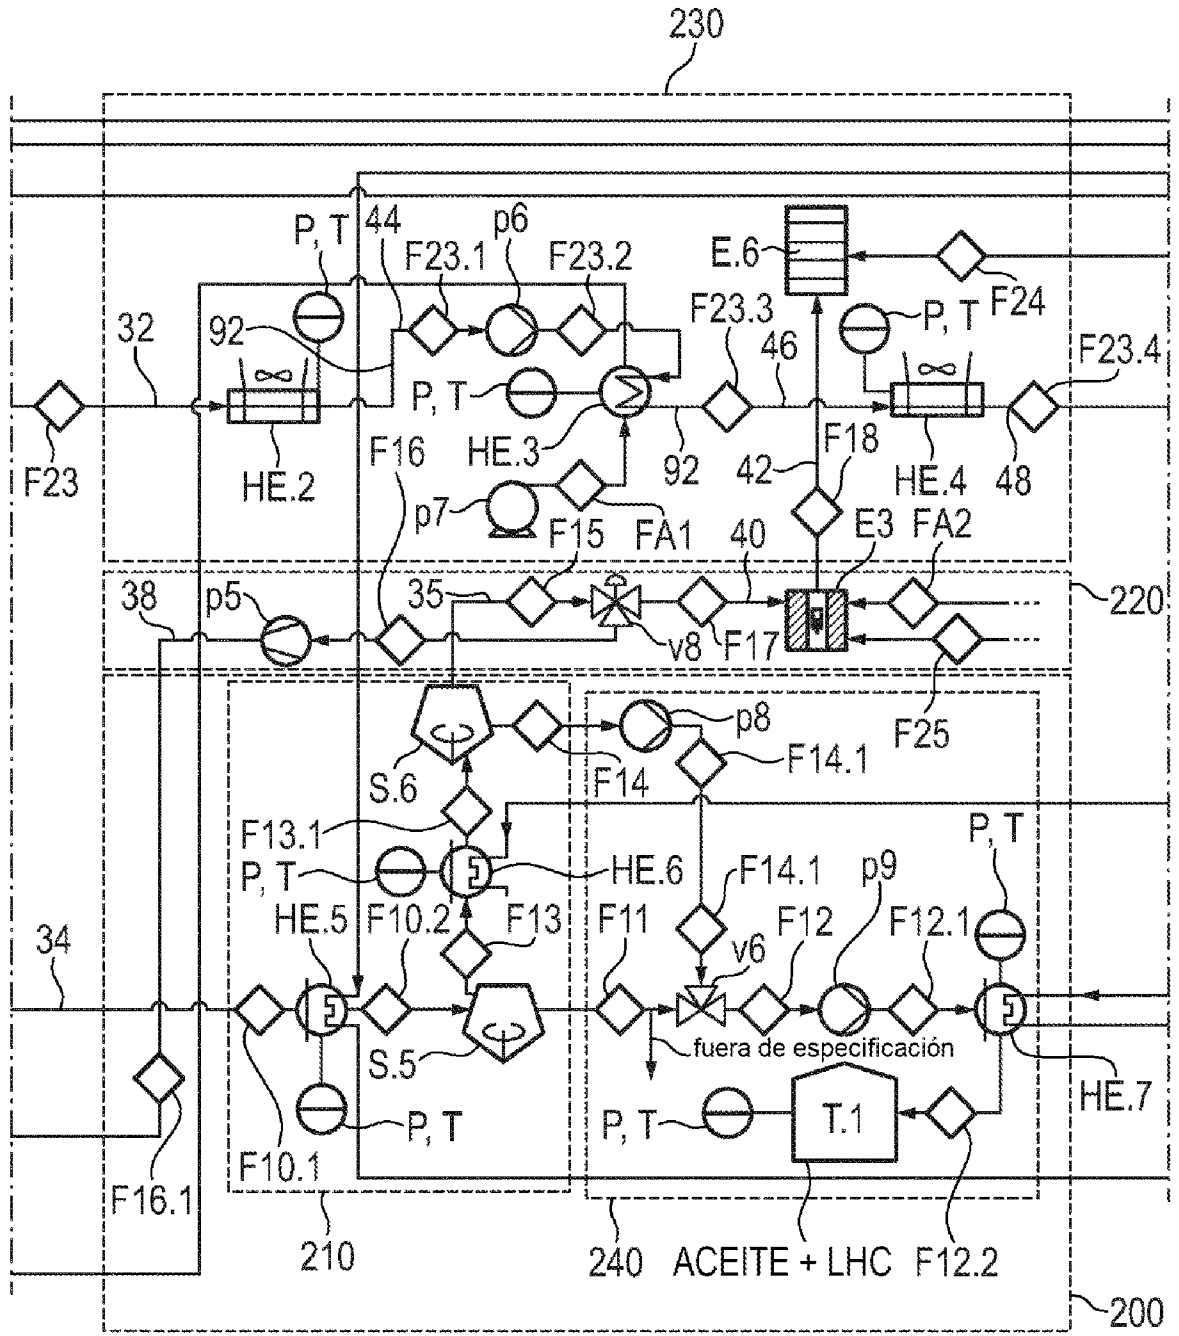 230
P, T
44
p6
F23.1
F23.2
E.6
F24
32
92
F23.3
P, T
46
F23.4
P, T
F23
HE.2
F16
HE.3
92
42
F18
HE.4
48
p7
FA1
E3
FA2
F15
38
p5
35
40
220
v8
F17
F25
S.6
F14
p8
F14.1
F13.1
P, T
P, T
HE.6
F14.1
p9
HE.5
F10.2
F13
F11
F12
F12.1
34
v6
S.5
fuera de especificación
HE.7
P, T
P, T
T.1
F10.1
F16.1
210
240
ACEITE + LHC
F12.2
200